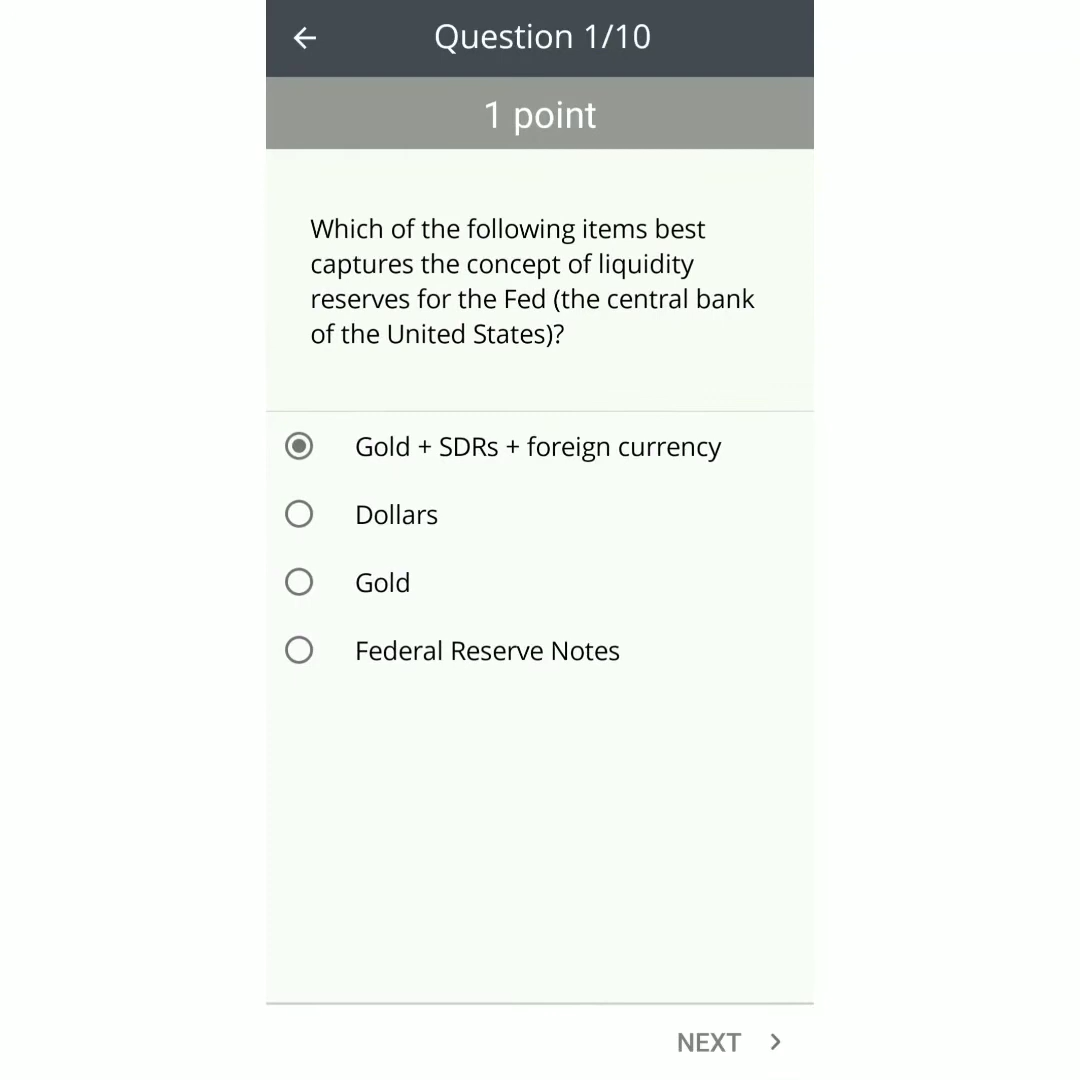 Question 1/10
1 point
Which of the following items best
captures the concept of liquidity
reserves for the Fed (the central bank
of the United States)?
Gold + SDRs + foreign currency
Dollars
Gold
Federal Reserve Notes
NEXT